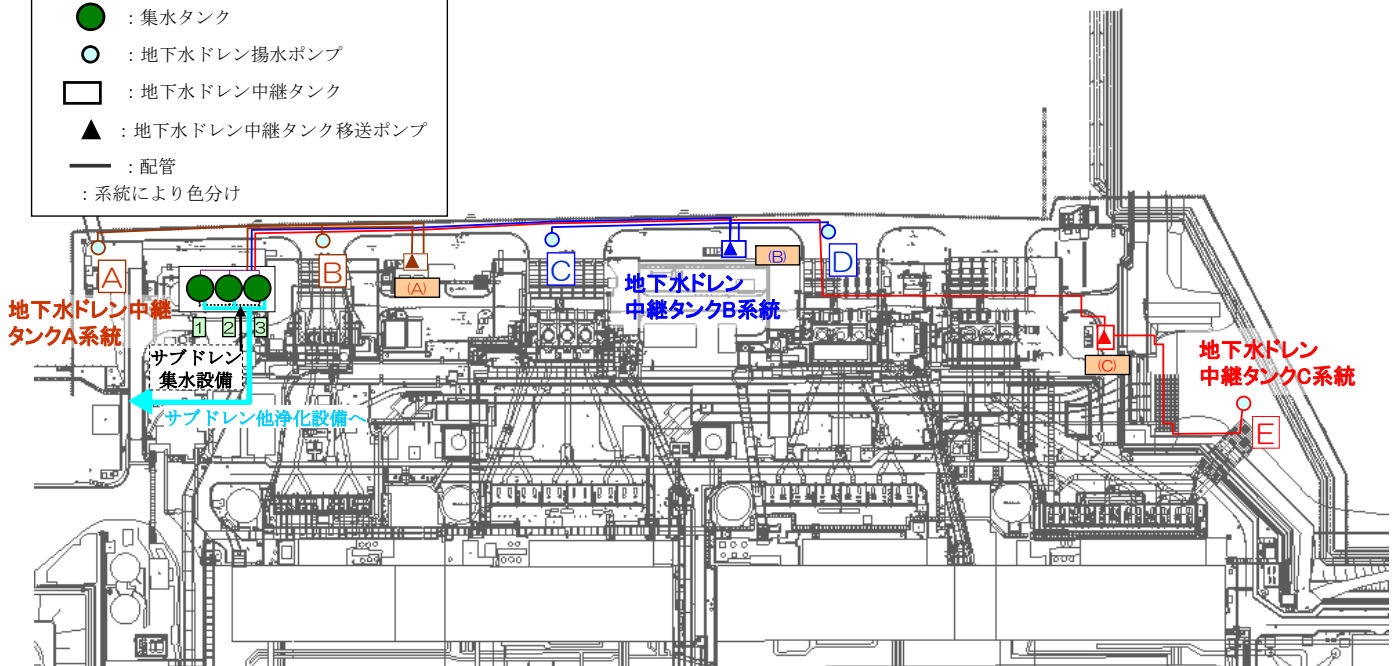 ：集水タンク
：地下水ドレン揚水ポンプ
：地下水ドレン中継タンク
：地下水ドレン中継タンク移送ポンプ
：配管
：系統により色分け
A
B
C
D
E
(A)
(B)
(C)
地下水ドレン中継
タンクA系統
1
2
3
サブドレン
集水設備
サブドレン他浄化設備へ
地下水ドレン
中継タンクB系統
地下水ドレン
中継タンクC系統